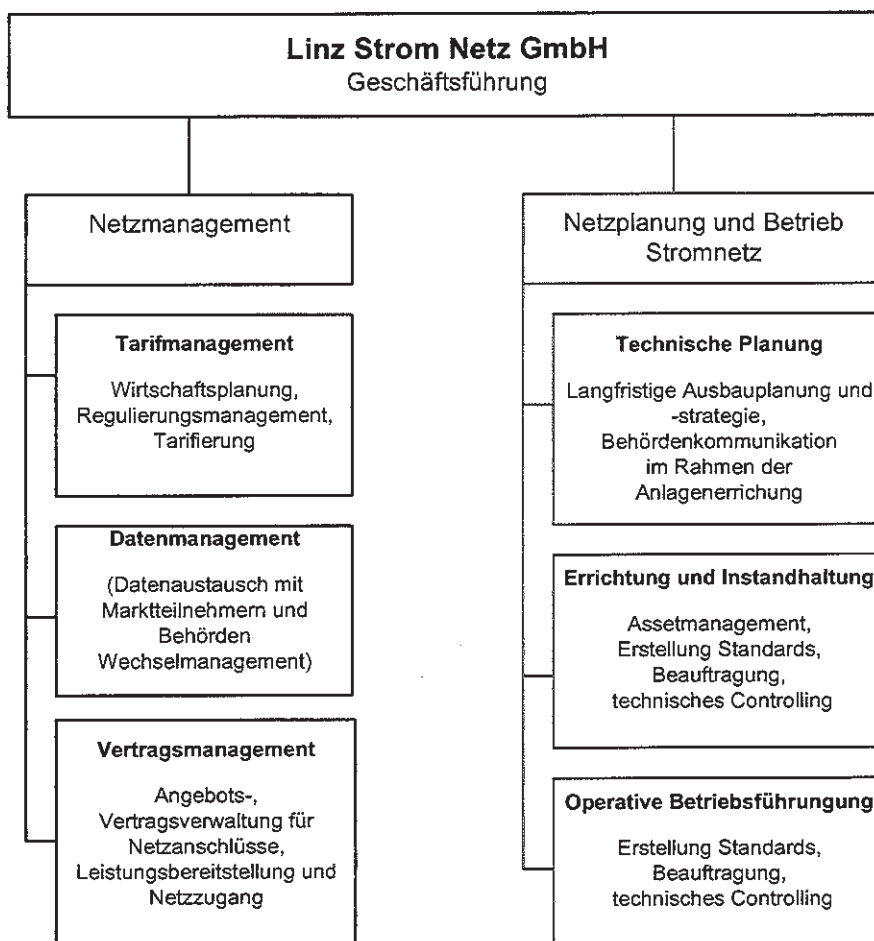 Linz Strom Netz GmbH
Geschäftsführung
Netzmanagement
Tarifmanagement
Wirtschaftsplanung,
Regulierungsmanagement,
Tarifierung
Datenmanagement
(Datenaustausch mit
Marktteilnehmern und
Behörden
Wechselmanagement)
Vertragsmanagement
Angebots-,
Vertragsverwaltung für
Netzanschlüsse,
Leistungsbereitstellung und
Netzzugang
Netzplanung und Betrieb
Stromnetz
Technische Planung
Langfristige Ausbauplanung und
-strategie,
Behördenkommunikation
im Rahmen der
Anlagenerrichung
Errichtung und Instandhaltung
Assetmanagement,
Erstellung Standards,
Beauftragung,
technisches Controlling
Operative Betriebsführungung
Erstellung Standards,
Beauftragung,
technisches Controlling